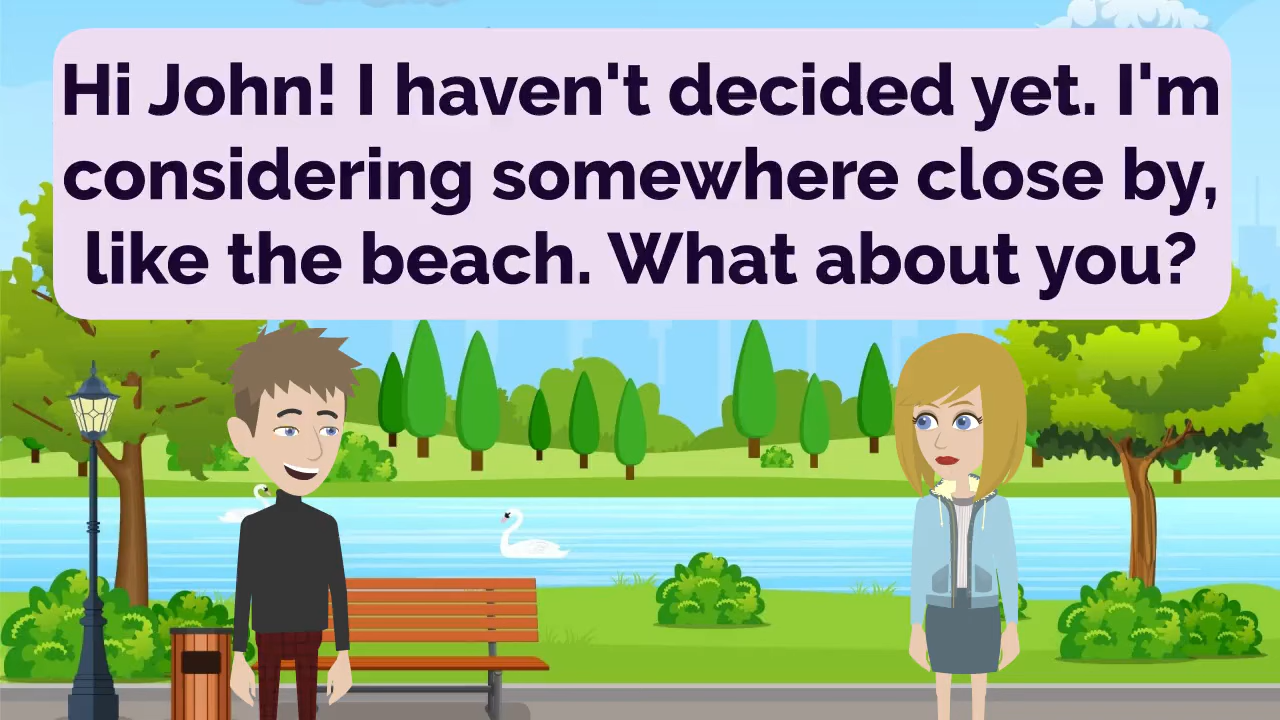 Hi John! I haven't decided yet. I'm
considering somewhere close by,
like the beach. What about you?